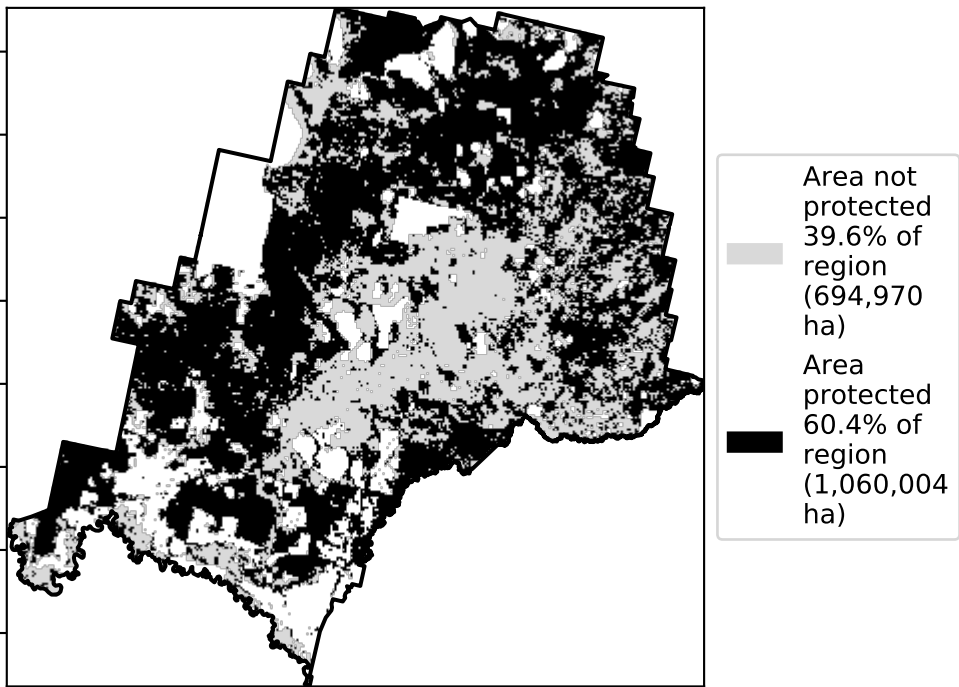 Area not
protected
39.6% of
region
(694,970
ha)
Area
protected
60.4% of
region
(1,060,004
ha)